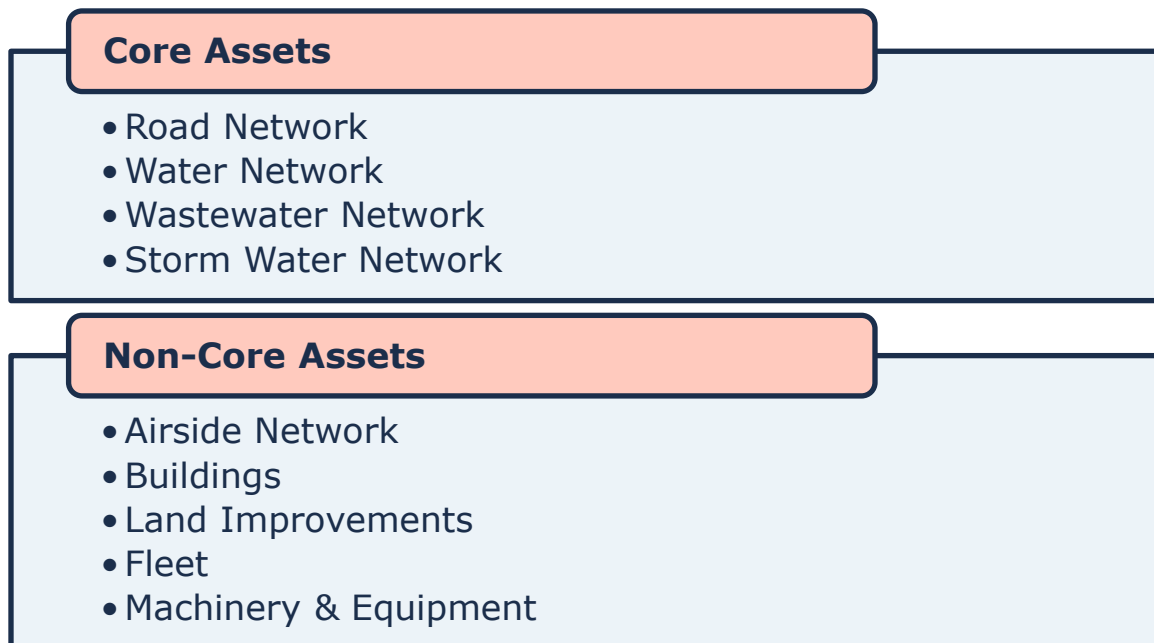 Core Assets
• Road Network
• Water Network
• Wastewater Network
• Storm Water Network
Non-Core Assets
• Airside Network
• Buildings
• Land Improvements
• Fleet
• Machinery & Equipment